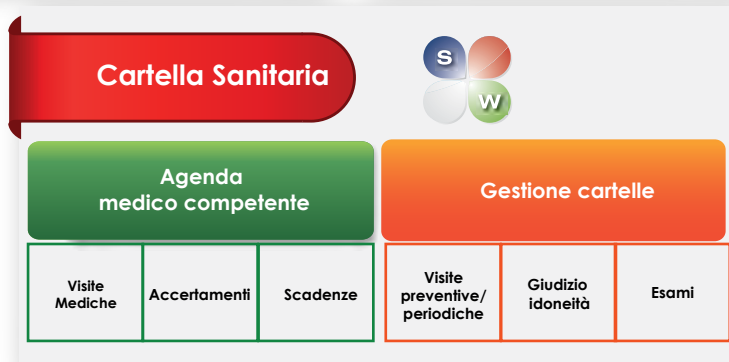 Cartella Sanitaria
S
W
Agenda
medico competente
Gestione cartelle
Visite
Mediche
Accertamenti
Scadenze
Visite
preventive/
periodiche
Giudizio
idoneità
Esami